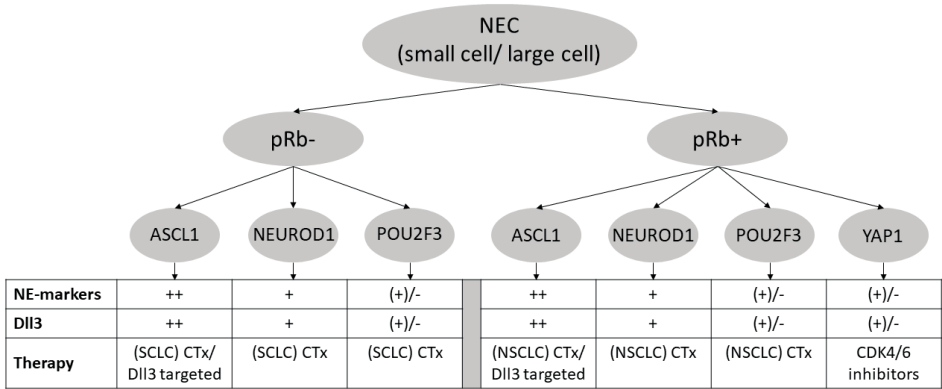 NEC
(small cell/ large cell)
pRb-
pRb+
ASCL1
NEUROD1
POU2F3
ASCL1
NEUROD1
POU2F3
YAP1
NE-markers ++ + (+)/- ++ + (+)/- (+)/-
Dll3 ++ + (+)/- ++ + (+)/- (+)/-
Therapy (SCLC) CTx/ (SCLC) CTx (SCLC) CTx (NSCLC) CTx/ (NSCLC) CTx (NSCLC) CTx CDK4/6
Dll3 targeted Dll3 targeted inhibitors